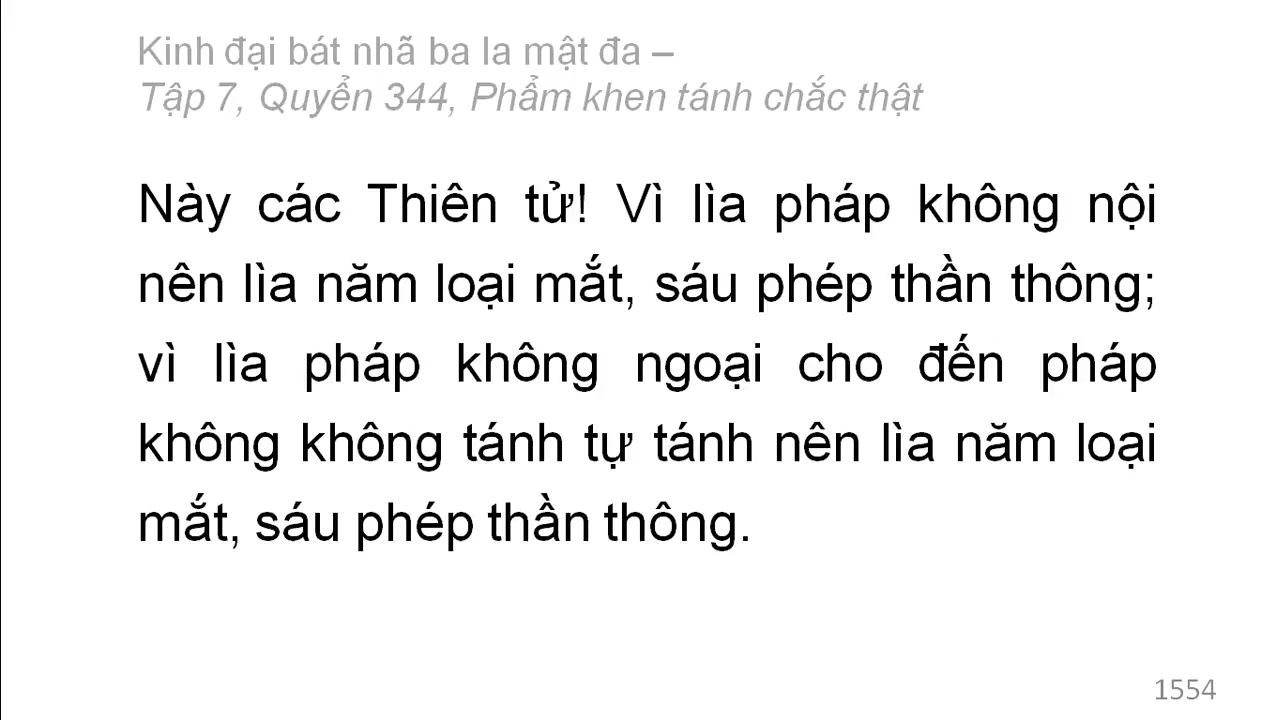 Kinh đại bát nhã ba la mật đa –
Tập 7, Quyển 344, Phẩm khen tánh chắc thật
Này các Thiên tử! Vì lìa pháp không nội
nên lìa năm loại mắt, sáu phép thần thông;
vì lìa pháp không ngoại cho đến pháp
không không tánh tự tánh nên lìa năm loại
mắt, sáu phép thần thông.
1554